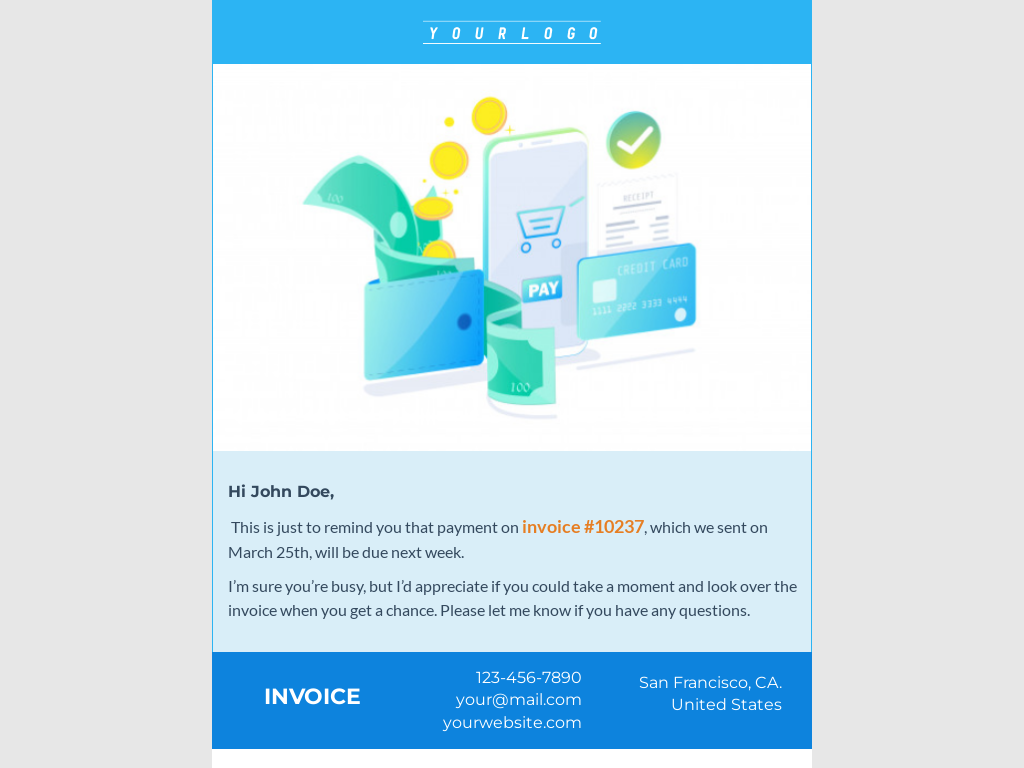 YOURLOGO
100
RECEIPT
CREDIT CARD
PAY
1111 2222 3333 4444
100
Hi John Doe,
This is just to remind you that payment on invoice #10237, which we sent on
March 25th, will be due next week.
I’m sure you’re busy, but I’d appreciate if you could take a moment and look over the
invoice when you get a chance. Please let me know if you have any questions.
INVOICE
123-456-7890
your@mail.com
yourwebsite.com
San Francisco, CA.
United States